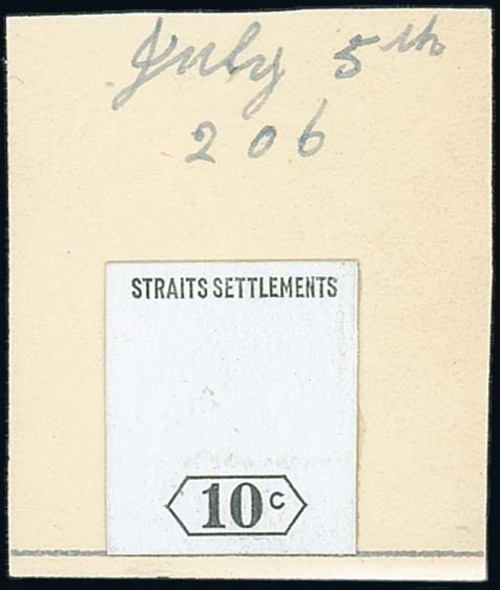 July 5th
206
STRAITS SETTLEMENTS
10c